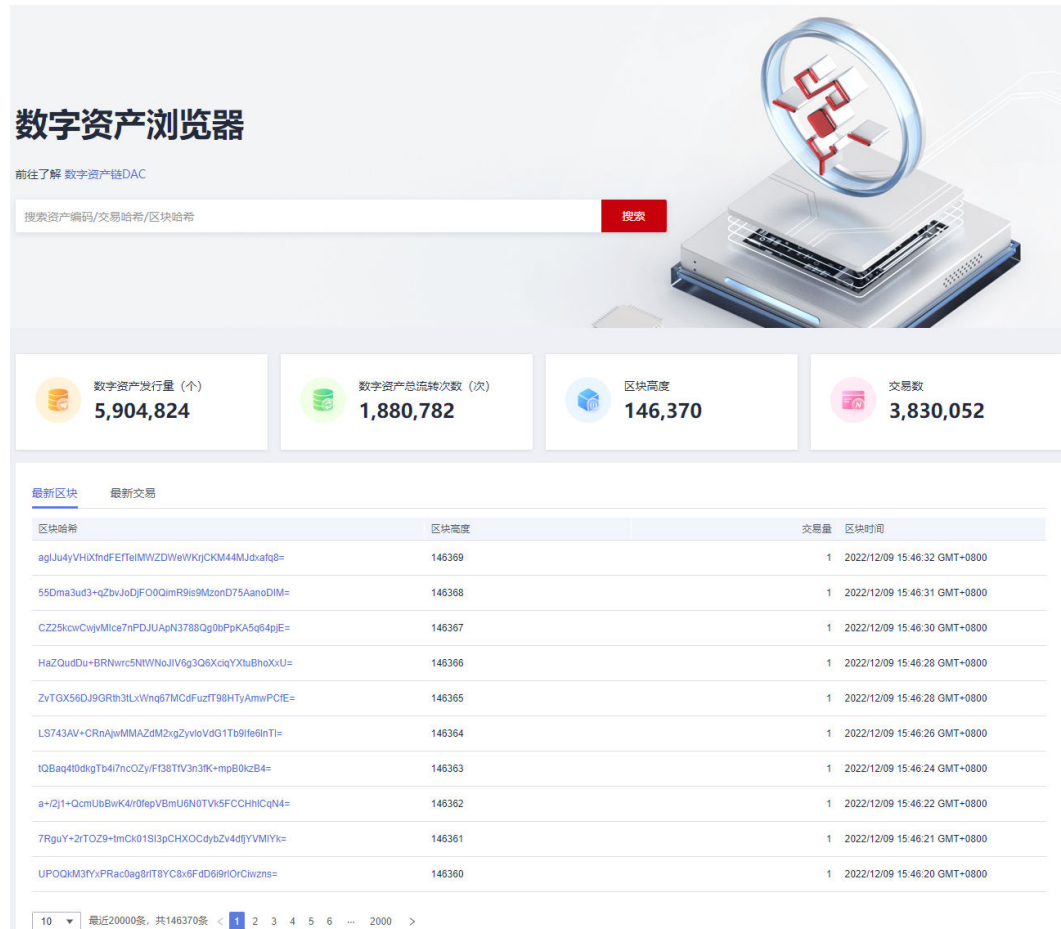 数字资产浏览器
前往了解 数字资产链DAC
搜索资产编码/交易哈希/区块哈希 搜索
数字资产发行量（个） 数字资产总流转次数（次） 区块高度 交易数
5,904,824 1,880,782 146,370 3,830,052
最新区块 最新交易
区块哈希 区块高度 交易量 区块时间
agIJu4yVHiXfndFEfTeIMWZDWeWKrjCKM44MJdxafq8= 146369 1 2022/12/09 15:46:32 GMT+0800
55Dma3ud3+qZbvJoDjFO0QimR9is9MzonD75AanoDIM= 146368 1 2022/12/09 15:46:31 GMT+0800
CZ25kcwCwjvMIce7nPDJUApN3788Qg0bPpKA5q64pjE= 146367 1 2022/12/09 15:46:30 GMT+0800
HaZQudDu+BRNwrc5NtWNoJIV6g3Q6XciqYXtuBhoXxU= 146366 1 2022/12/09 15:46:28 GMT+0800
ZvTGX56DJ9GRth3tLxWnq67MCdFuzfT98HTyAmwPCfE= 146365 1 2022/12/09 15:46:28 GMT+0800
LS743AV+CRnAjwMMAZdM2xgZyvIoVdG1Tb9Ife6InTI= 146364 1 2022/12/09 15:46:26 GMT+0800
tQBaq4t0dkgTb4i7ncOZy/Ff38TfV3n3fK+mpB0kzB4= 146363 1 2022/12/09 15:46:24 GMT+0800
a+/2j1+QcmUbBwK4/r0fepVBmU6N0TVk5FCCHhlCqN4= 146362 1 2022/12/09 15:46:22 GMT+0800
7RguY+2rTOZ9+tmCk01SI3pCHXOCdybZv4dfjYVMIYk= 146361 1 2022/12/09 15:46:21 GMT+0800
UPOQkM3fYxPRac0ag8rlT8YC8x6FdD6i9rlOrCiwzns= 146360 1 2022/12/09 15:46:20 GMT+0800
10 最近20000条，共146370条 < 1 2 3 4 5 6 ... 2000 >